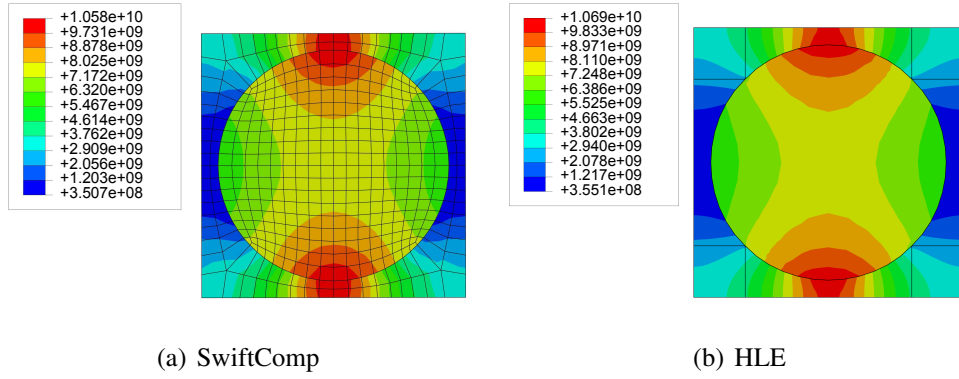 +1.058e+10
+9.731e+09
+8.878e+09
+8.025e+09
+7.172e+09
+6.320e+09
+5.467e+09
+4.614e+09
+3.762e+09
+2.909e+09
+2.056e+09
+1.203e+09
+3.507e+08
(a) SwiftComp
+1.069e+10
+9.833e+09
+8.971e+09
+8.110e+09
+7.248e+09
+6.386e+09
+5.525e+09
+4.663e+09
+3.802e+09
+2.940e+09
+2.078e+09
+1.217e+09
+3.551e+08
(b) HLE